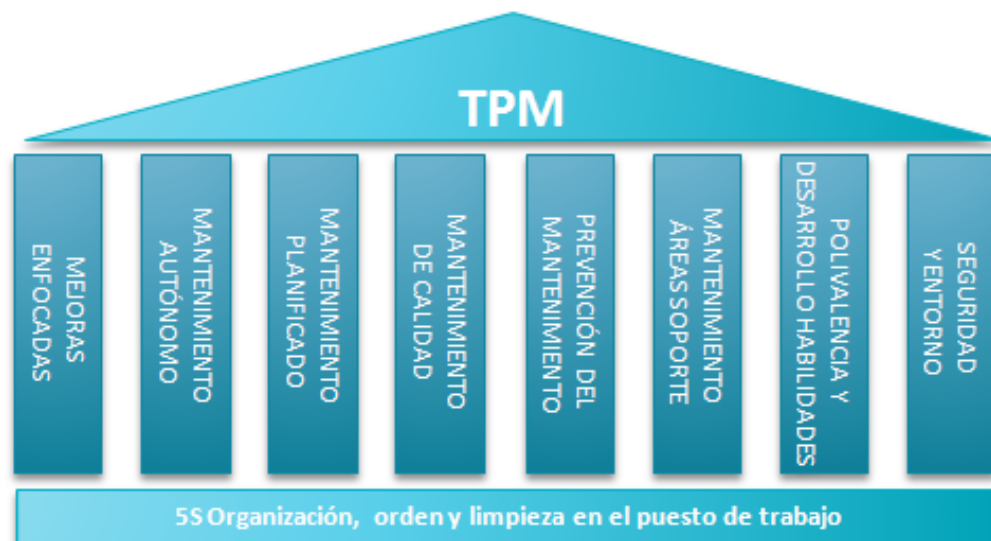 TPM
MEJORAS
ENFOCADAS
MANTENIMIENTO
AUTÓNOMO
MANTENIMIENTO
PLANIFICADO
MANTENIMIENTO
DE CALIDAD
PREVENCIÓN DEL
MANTENIMIENTO
MANTENIMIENTO
ÁREAS SOPORTE
POLIVALENCIA Y
DESARROLLO HABILIDADES
SEGURIDAD
Y ENTORNO
5S Organización, orden y limpieza en el puesto de trabajo